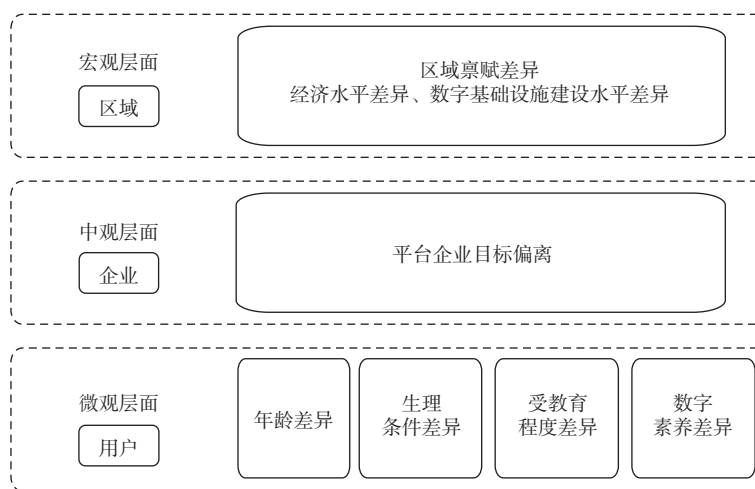 宏观层面
区域
区域禀赋差异
经济水平差异、数字基础设施建设水平差异
中观层面
企业
平台企业目标偏离
微观层面
用户
年龄差异
生理
条件差异
受教育
程度差异
数字
素养差异